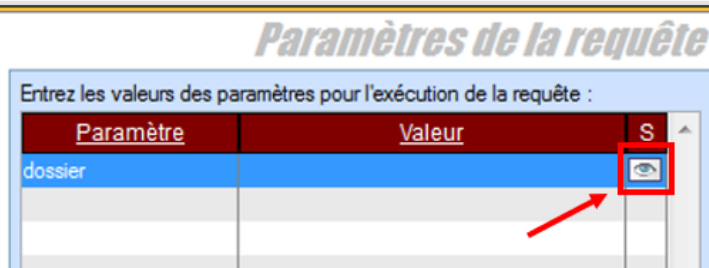 Paramètres de la requête
Entrez les valeurs des paramètres pour l'exécution de la requête :
Paramètre Valeur S
dossier